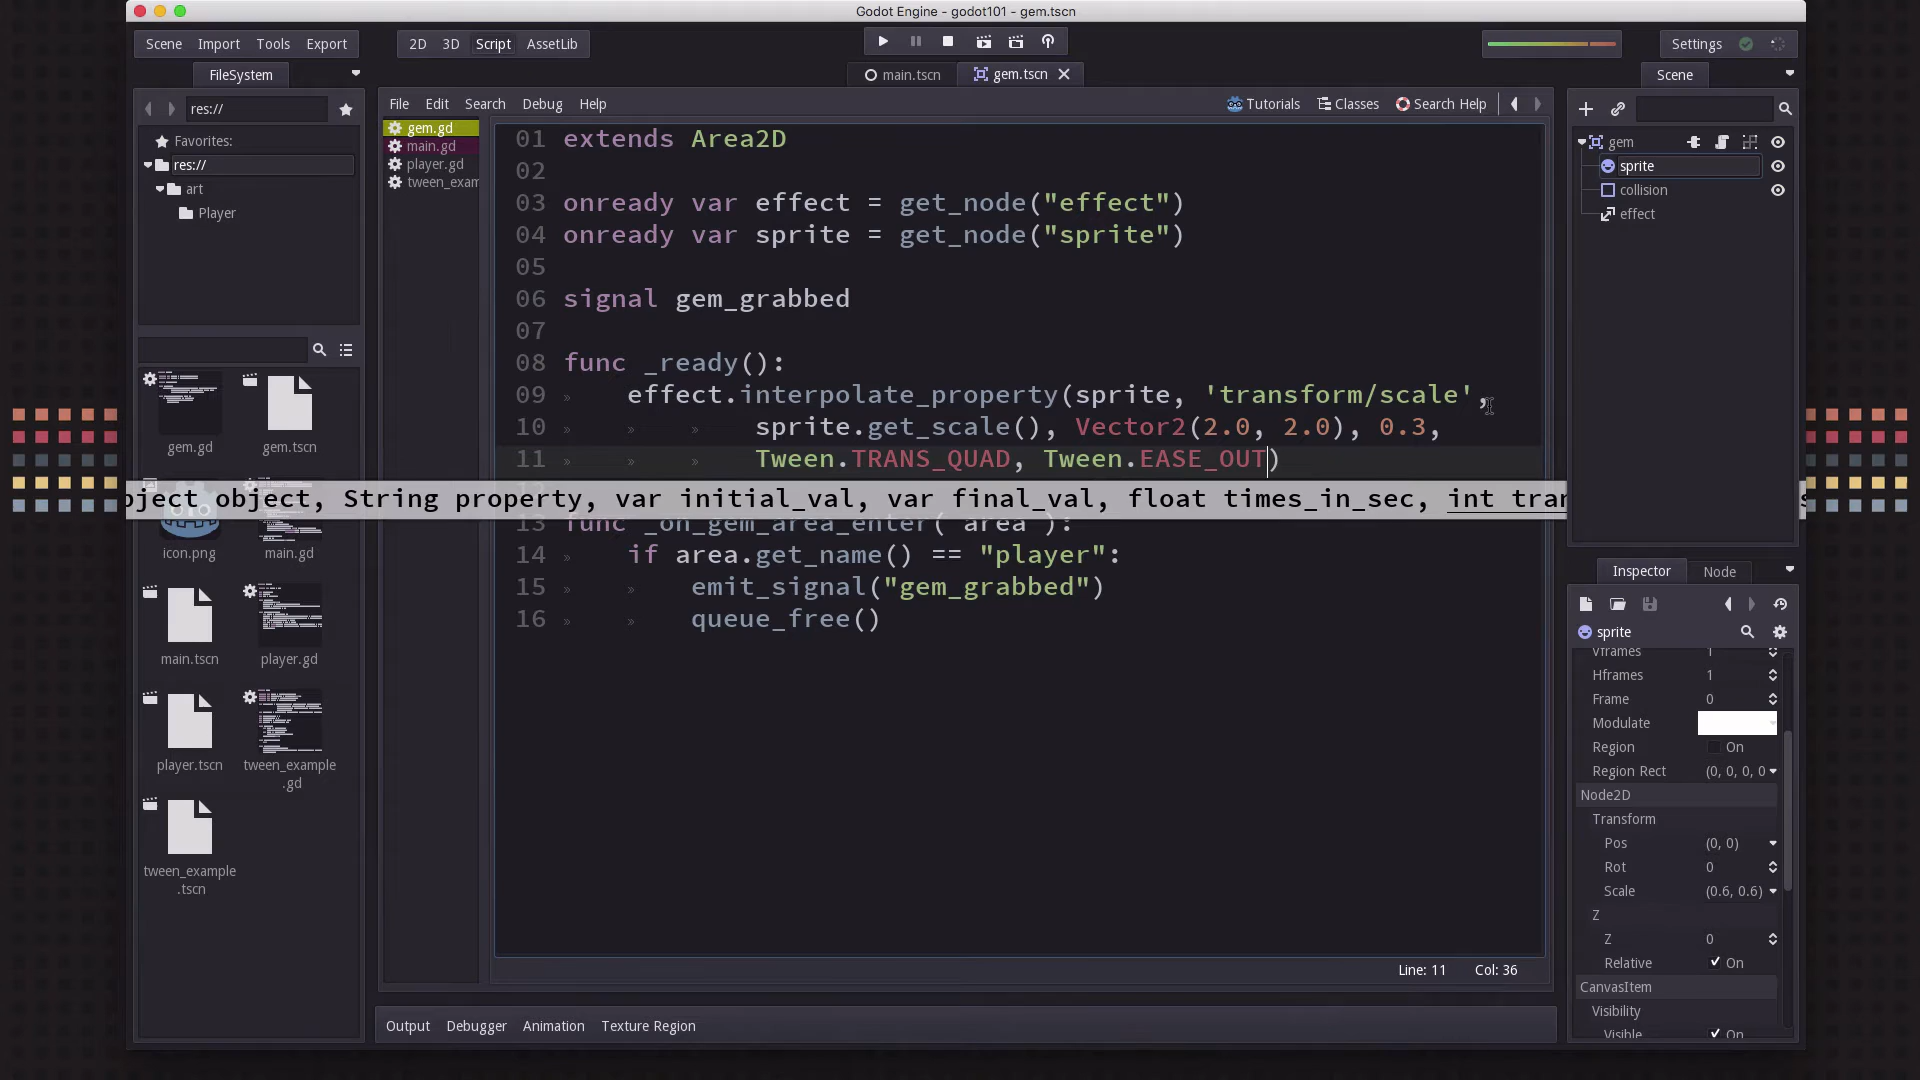 Godot Engine - godot101 - gem.tscn
Scene Import Tools Export
2D 3D Script AssetLib
Settings
FileSystem
main.tscn
gem.tscn
Scene
res://
File Edit Search Debug Help
Tutorials Classes Search Help
Favorites:
res://
art
Player
gem.gd
main.gd
player.gd
tween_exam
01 extends Area2D
02
03 onready var effect = get_node("effect")
04 onready var sprite = get_node("sprite")
05
06 signal gem_grabbed
07
08 func _ready():
09 effect.interpolate_property(sprite, 'transform/scale',
10 sprite.get_scale(), Vector2(2.0, 2.0), 0.3,
11 Tween.TRANS_QUAD, Tween.EASE_OUT)
bject object, String property, var initial_val, var final_val, float times_in_sec, int tran
13 func _on_gem_area_enter( area ):
14 if area.get_name() == "player":
15 emit_signal("gem_grabbed")
16 queue_free()
gem
sprite
collision
effect
gem.gd
gem.tscn
icon.png
main.gd
main.tscn
player.gd
player.tscn
tween_example
.gd
tween_example
.tscn
Inspector Node
sprite
Vframes 1
Hframes 1
Frame 0
Modulate
Region On
Region Rect (0, 0, 0, 0
Node2D
Transform
Pos (0, 0)
Rot 0
Scale (0.6, 0.6)
Z
Z 0
Relative On
CanvasItem
Visibility
Visible On
Line: 11 Col: 36
Output Debugger Animation Texture Region